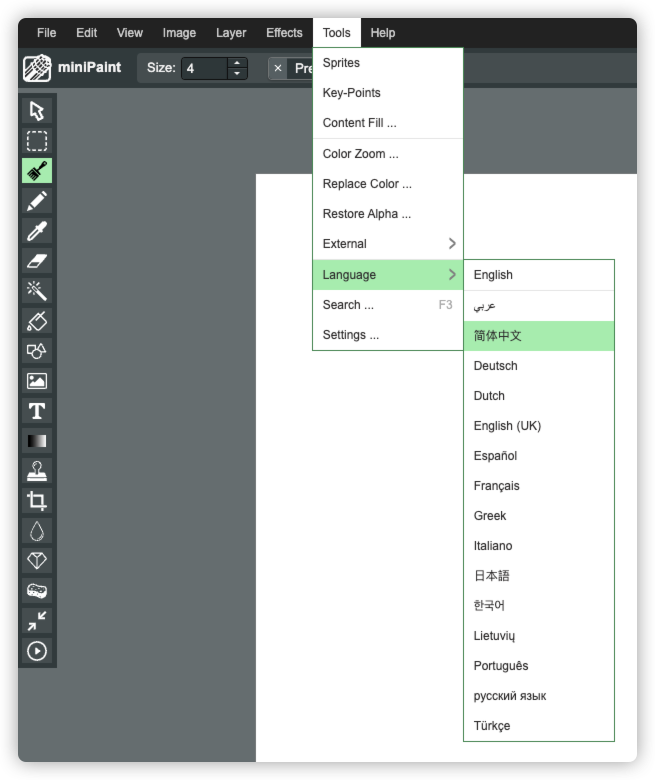 File Edit View Image Layer Effects Tools Help
miniPaint Size: 4 × Pre
Sprites
Key-Points
Content Fill ...
Color Zoom ...
Replace Color ...
Restore Alpha ...
External
Language
Search ... F3
Settings ...
English
عربي
简体中文
Deutsch
Dutch
English (UK)
Español
Français
Greek
Italiano
日本語
한국어
Lietuvių
Português
русский язык
Türkçe